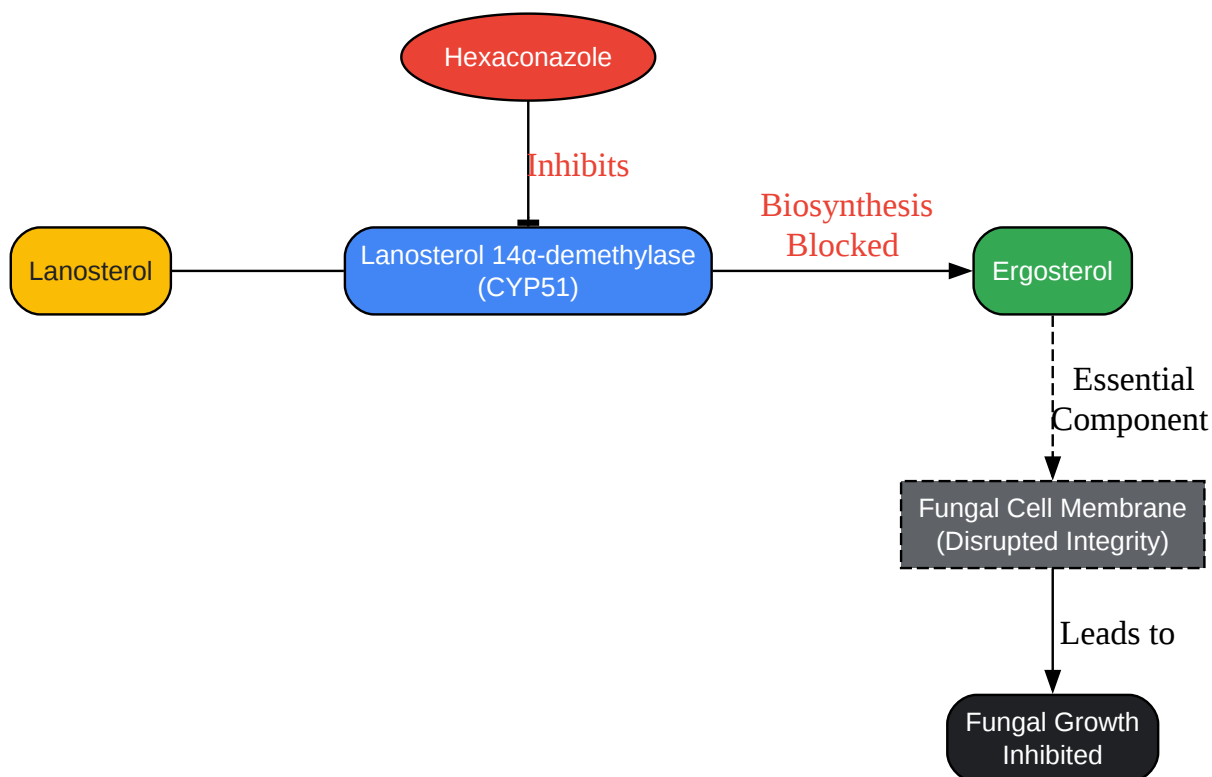 Hexaconazole
Inhibits
Biosynthesis
Blocked
Lanosterol
Lanosterol 14α-demethylase
(CYP51)
Ergosterol
Essential
Component
Fungal Cell Membrane
(Disrupted Integrity)
Leads to
Fungal Growth
Inhibited